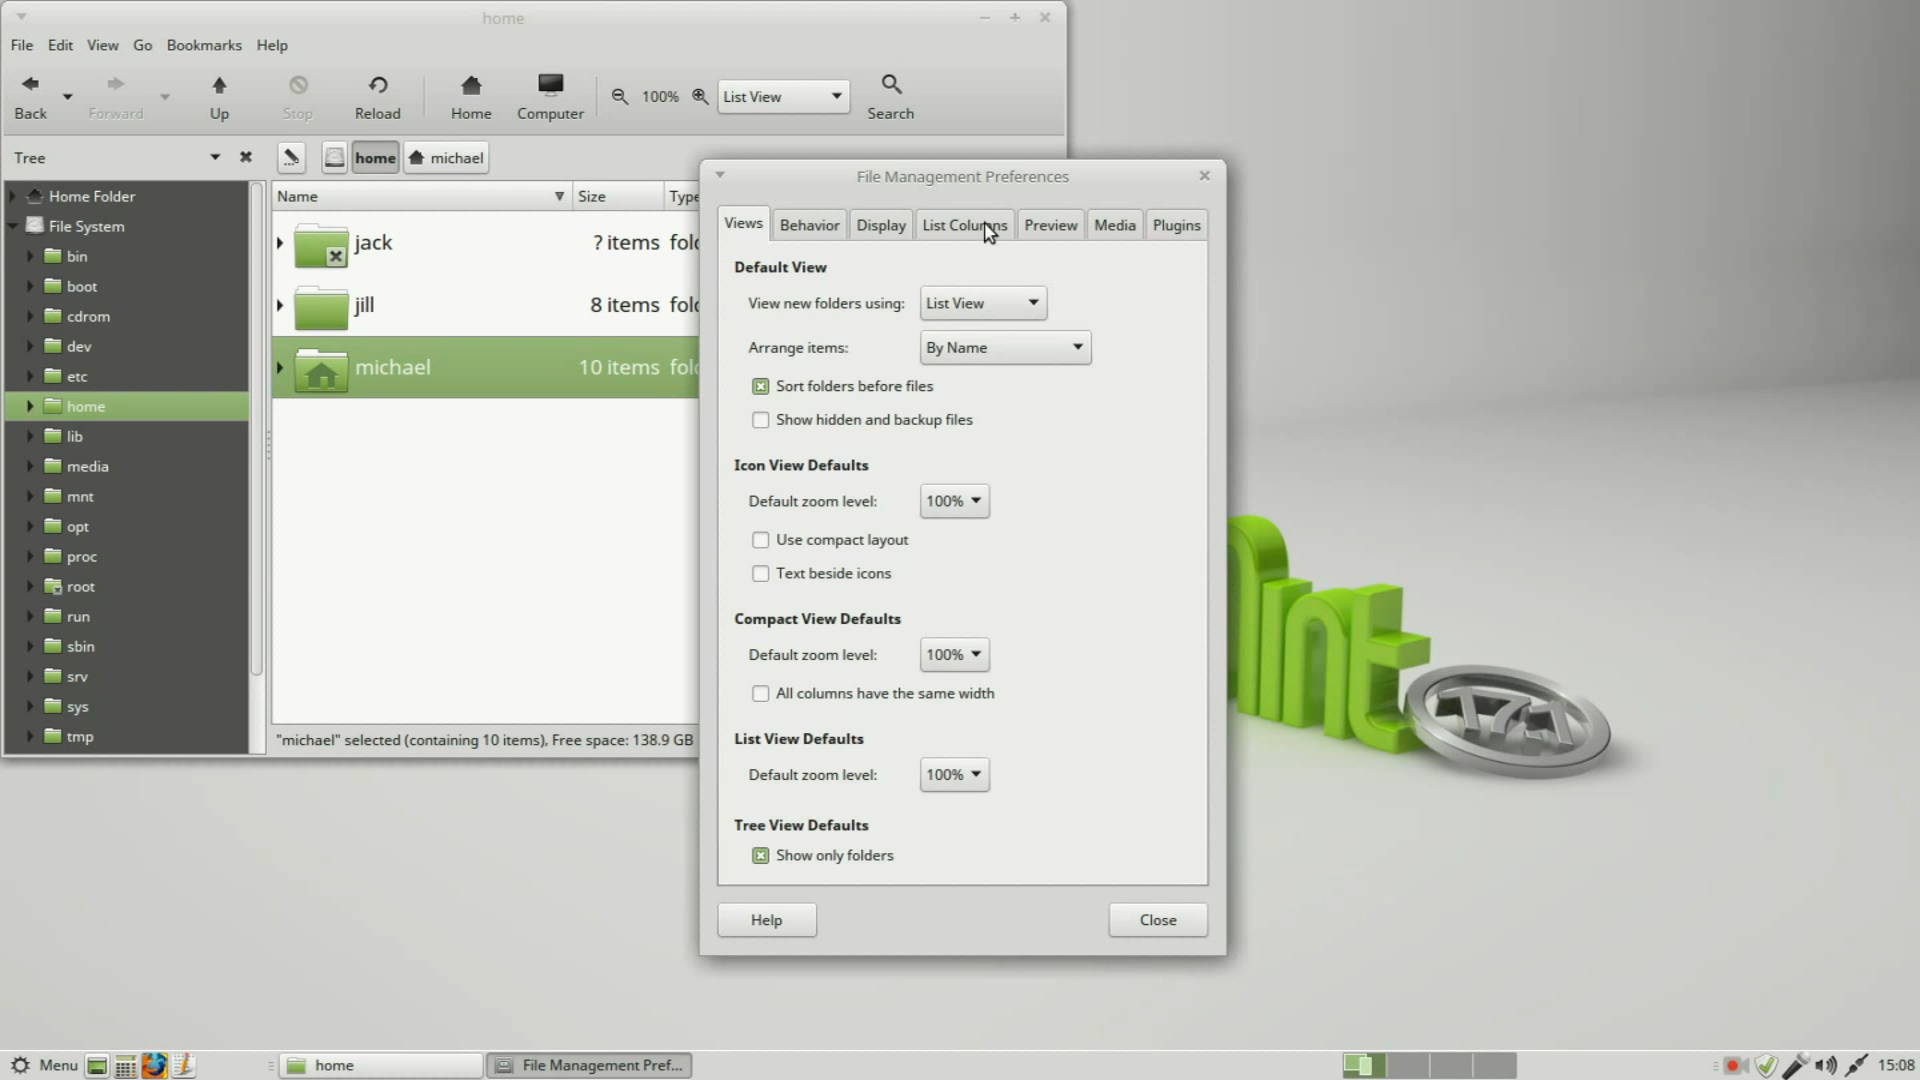 home
File Edit View Go Bookmarks Help
Back Forward Up Stop Reload Home Computer 100% List View Search
Tree
home michael
Home Folder
File System
bin
boot
cdrom
dev
etc
home
lib
media
mnt
opt
proc
root
run
sbin
srv
sys
tmp
Name Size Type
jack ? items
jill 8 items
michael 10 items
"michael" selected (containing 10 items), Free space: 138.9 GB
File Management Preferences
Views Behavior Display List Columns Preview Media Plugins
Default View
View new folders using: List View
Arrange items: By Name
Sort folders before files
Show hidden and backup files
Icon View Defaults
Default zoom level: 100%
Use compact layout
Text beside icons
Compact View Defaults
Default zoom level: 100%
All columns have the same width
List View Defaults
Default zoom level: 100%
Tree View Defaults
Show only folders
Help Close
17.1
Menu home File Management Pref... 15:08